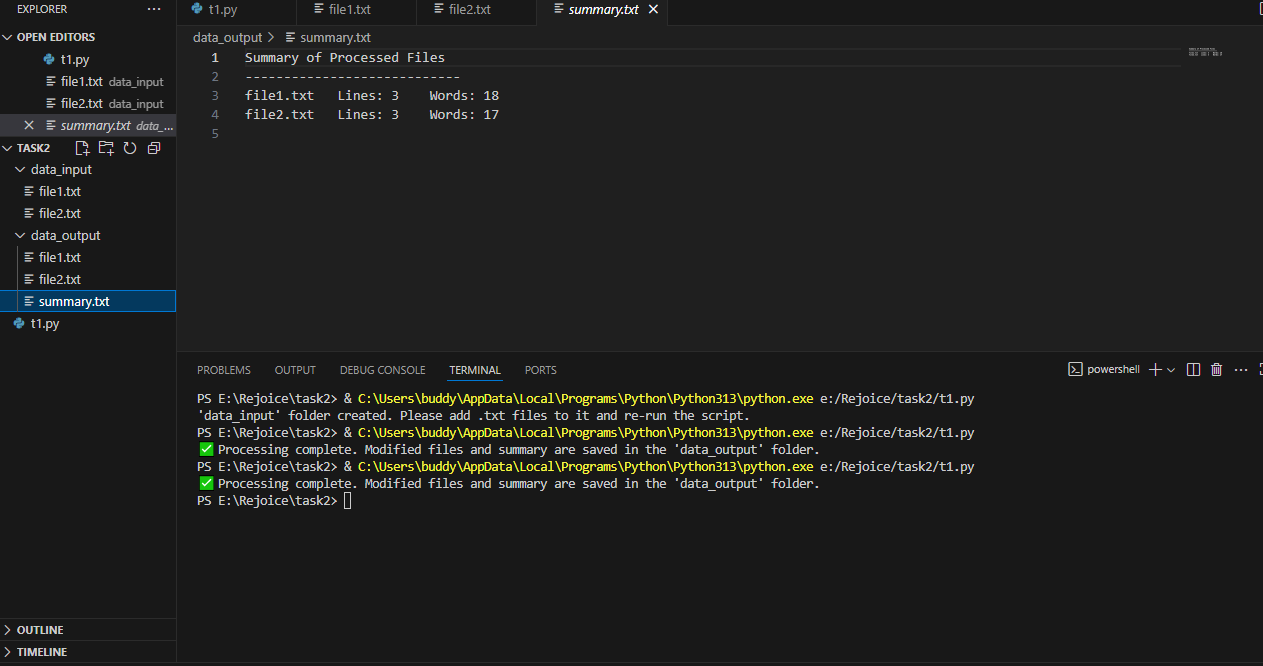 EXPLORER ...
OPEN EDITORS
t1.py
file1.txt data_input
file2.txt data_input
summary.txt data_...
TASK2
data_input
file1.txt
file2.txt
data_output
file1.txt
file2.txt
summary.txt
t1.py
OUTLINE
TIMELINE
t1.py file1.txt file2.txt summary.txt
data_output > summary.txt
1 Summary of Processed Files
2 ----------------------------
3 file1.txt Lines: 3 Words: 18
4 file2.txt Lines: 3 Words: 17
5
PROBLEMS OUTPUT DEBUG CONSOLE TERMINAL PORTS powershell
PS E:\Rejoice\task2> & C:\Users\buddy\AppData\Local\Programs\Python\Python313\python.exe e:/Rejoice/task2/t1.py
'data_input' folder created. Please add .txt files to it and re-run the script.
PS E:\Rejoice\task2> & C:\Users\buddy\AppData\Local\Programs\Python\Python313\python.exe e:/Rejoice/task2/t1.py
✅ Processing complete. Modified files and summary are saved in the 'data_output' folder.
PS E:\Rejoice\task2> & C:\Users\buddy\AppData\Local\Programs\Python\Python313\python.exe e:/Rejoice/task2/t1.py
✅ Processing complete. Modified files and summary are saved in the 'data_output' folder.
PS E:\Rejoice\task2>